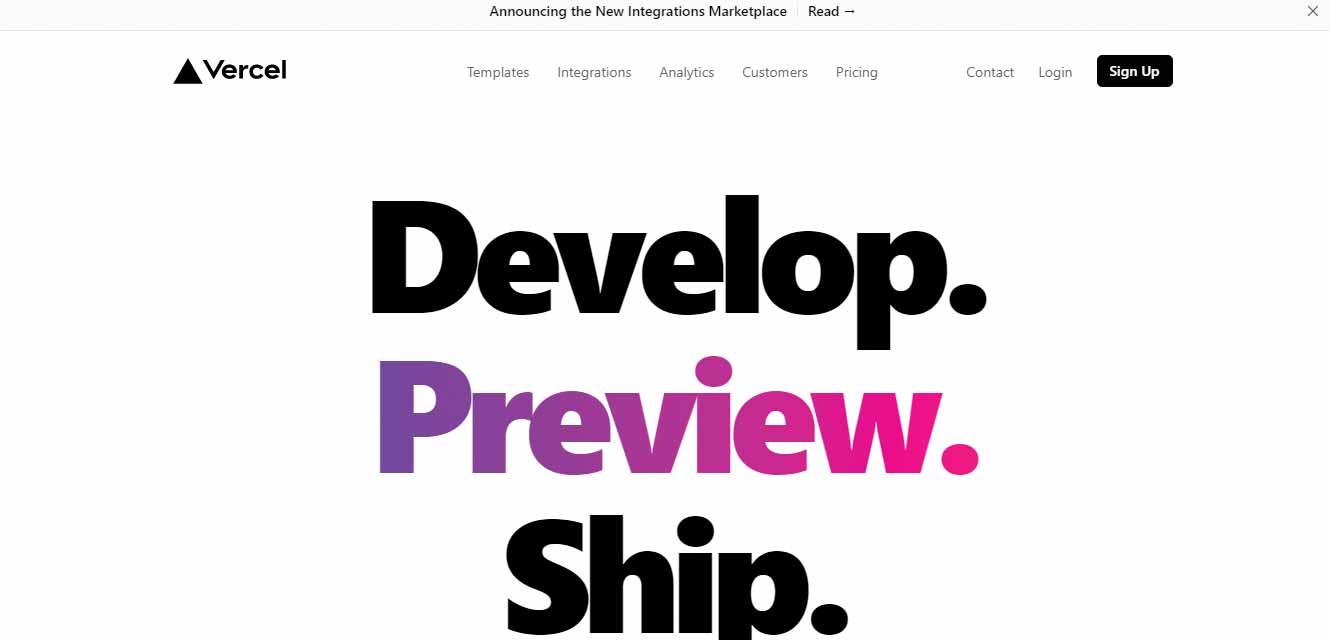 Announcing the New Integrations Marketplace Read →
Vercel Templates Integrations Analytics Customers Pricing Contact Login Sign Up
Develop.
Preview.
Ship.